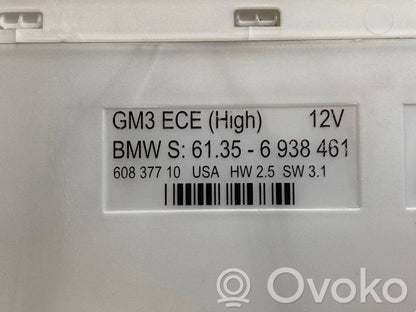 GM3 ECE (High) 12V
BMW S: 61.35 - 6 938 461
608 377 10 USA HW 2.5 SW 3.1
Ovoko